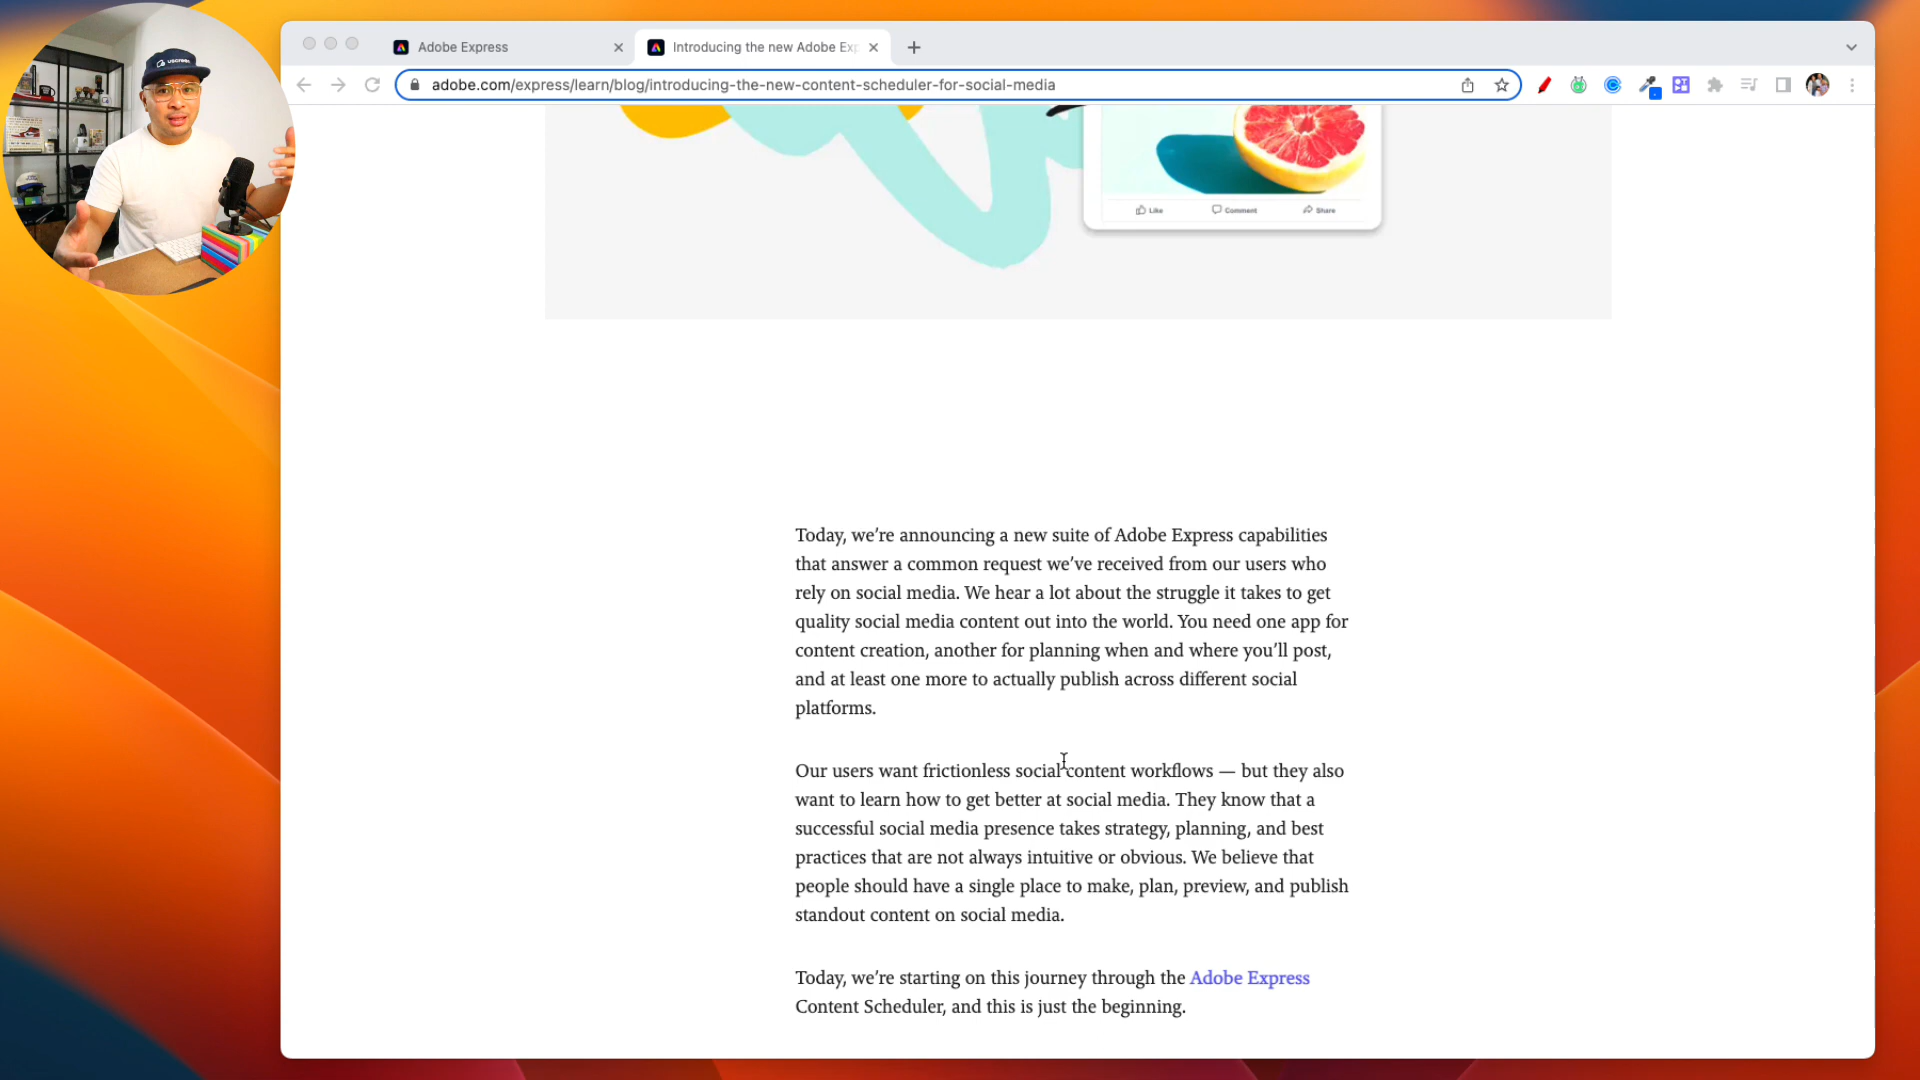 Adobe Express
Introducing the new Adobe Exp
adobe.com/express/learn/blog/introducing-the-new-content-scheduler-for-social-media
uscreen
Like
Comment
Share
Today, we’re announcing a new suite of Adobe Express capabilities
that answer a common request we’ve received from our users who
rely on social media. We hear a lot about the struggle it takes to get
quality social media content out into the world. You need one app for
content creation, another for planning when and where you’ll post,
and at least one more to actually publish across different social
platforms.
Our users want frictionless social content workflows — but they also
want to learn how to get better at social media. They know that a
successful social media presence takes strategy, planning, and best
practices that are not always intuitive or obvious. We believe that
people should have a single place to make, plan, preview, and publish
standout content on social media.
Today, we’re starting on this journey through the Adobe Express
Content Scheduler, and this is just the beginning.